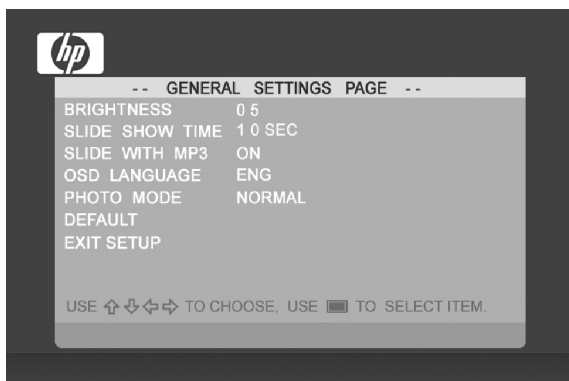 hp
-- GENERAL SETTINGS PAGE --
BRIGHTNESS 05
SLIDE SHOW TIME 10 SEC
SLIDE WITH MP3 ON
OSD LANGUAGE ENG
PHOTO MODE NORMAL
DEFAULT
EXIT SETUP
USE ⇧⇩⇦⇨ TO CHOOSE, USE TO SELECT ITEM.